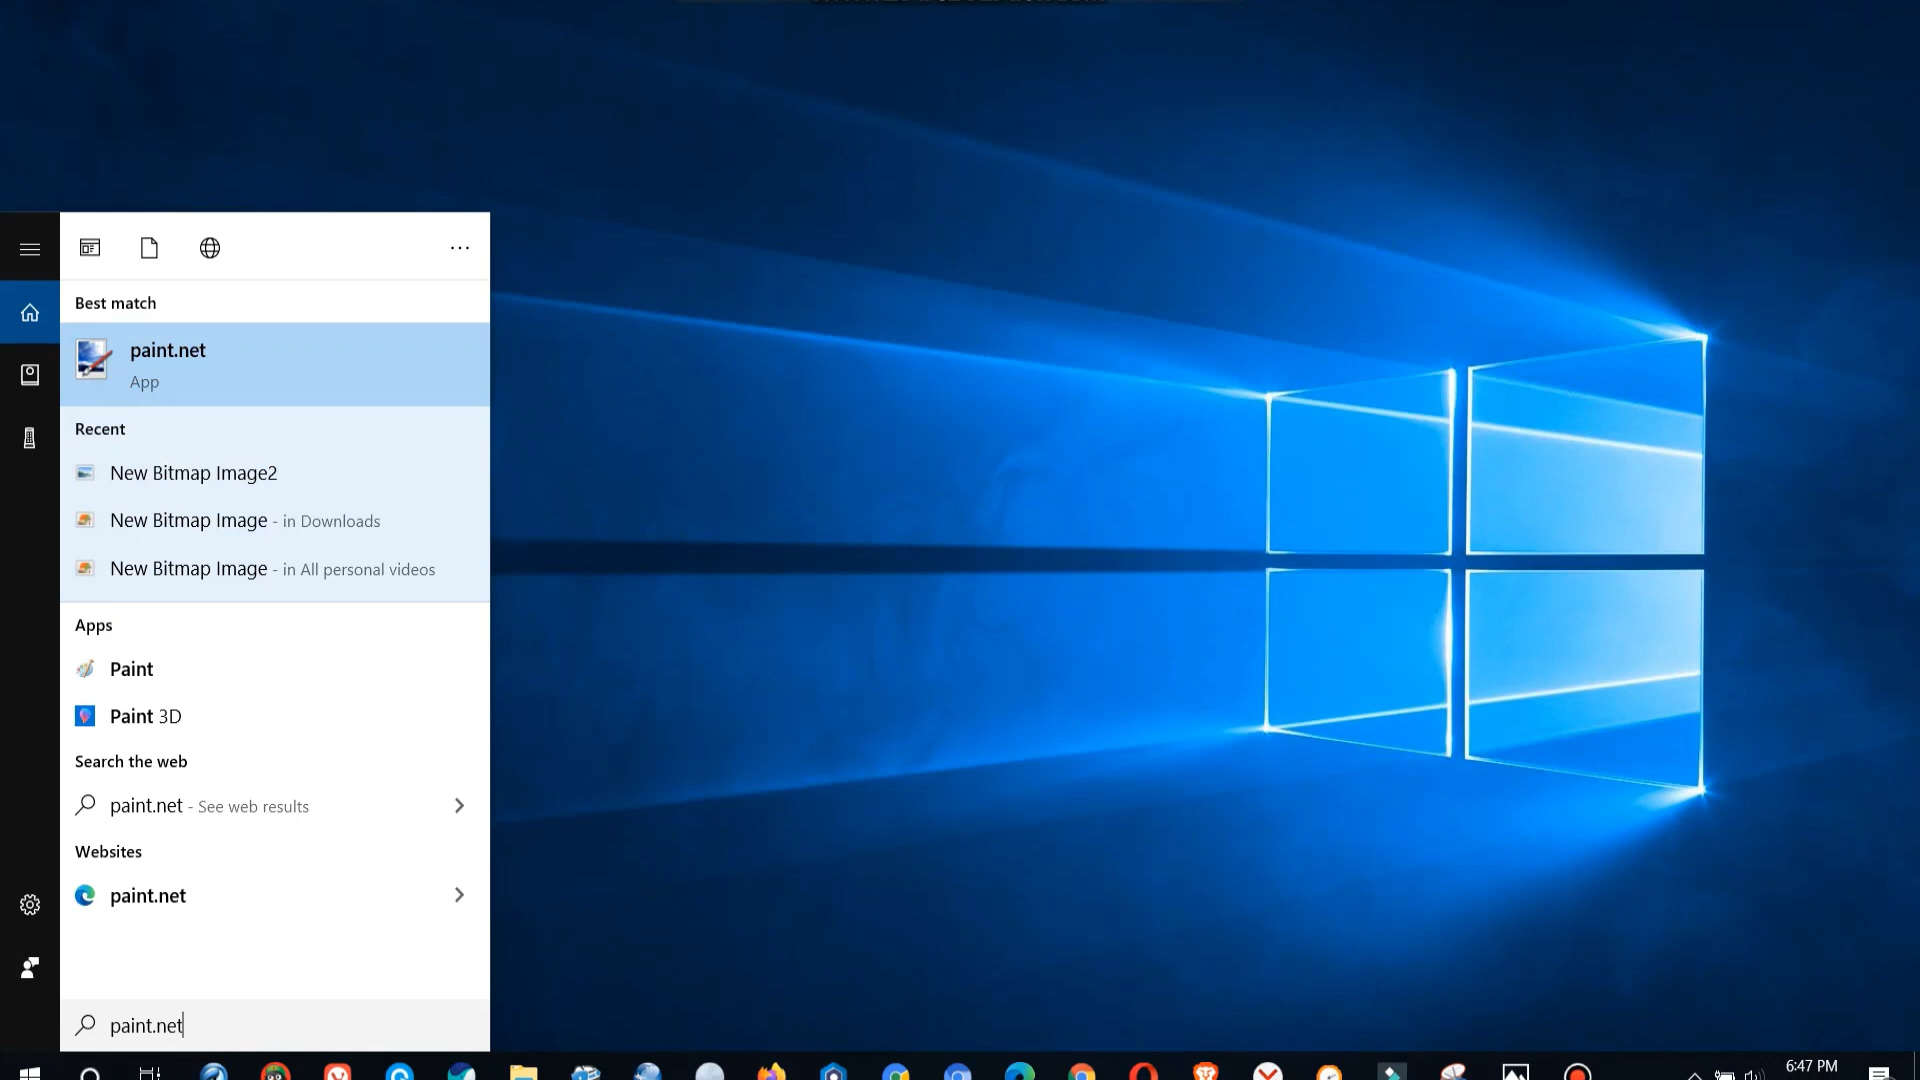 Best match
paint.net
App
Recent
New Bitmap Image2
New Bitmap Image - in Downloads
New Bitmap Image - in All personal videos
Apps
Paint
Paint 3D
Search the web
paint.net - See web results
Websites
paint.net
paint.net
6:47 PM